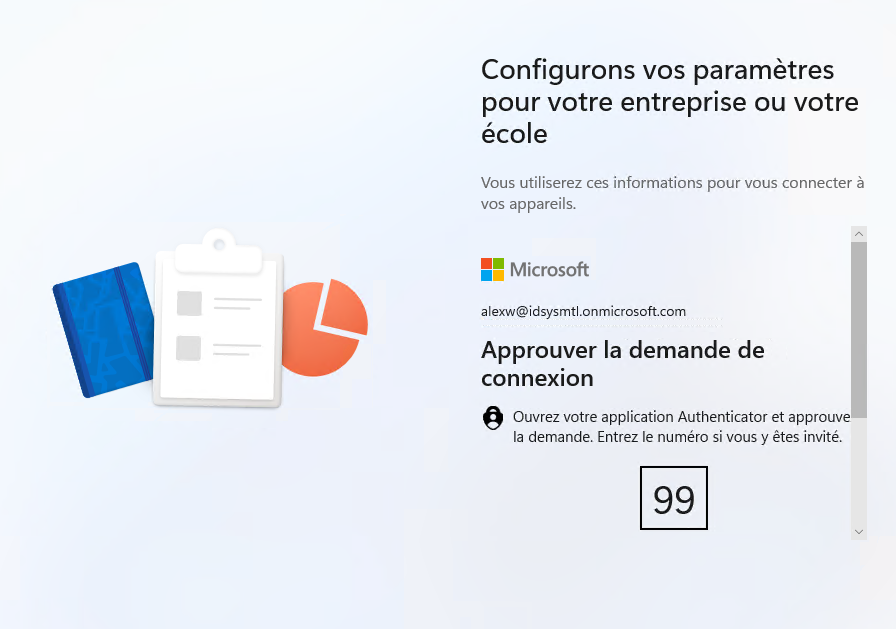 Configurons vos paramètres
pour votre entreprise ou votre
école
Vous utiliserez ces informations pour vous connecter à
vos appareils.
Microsoft
alexw@idsysmtl.onmicrosoft.com
Approuver la demande de
connexion
Ouvrez votre application Authenticator et approuve
la demande. Entrez le numéro si vous y êtes invité.
99